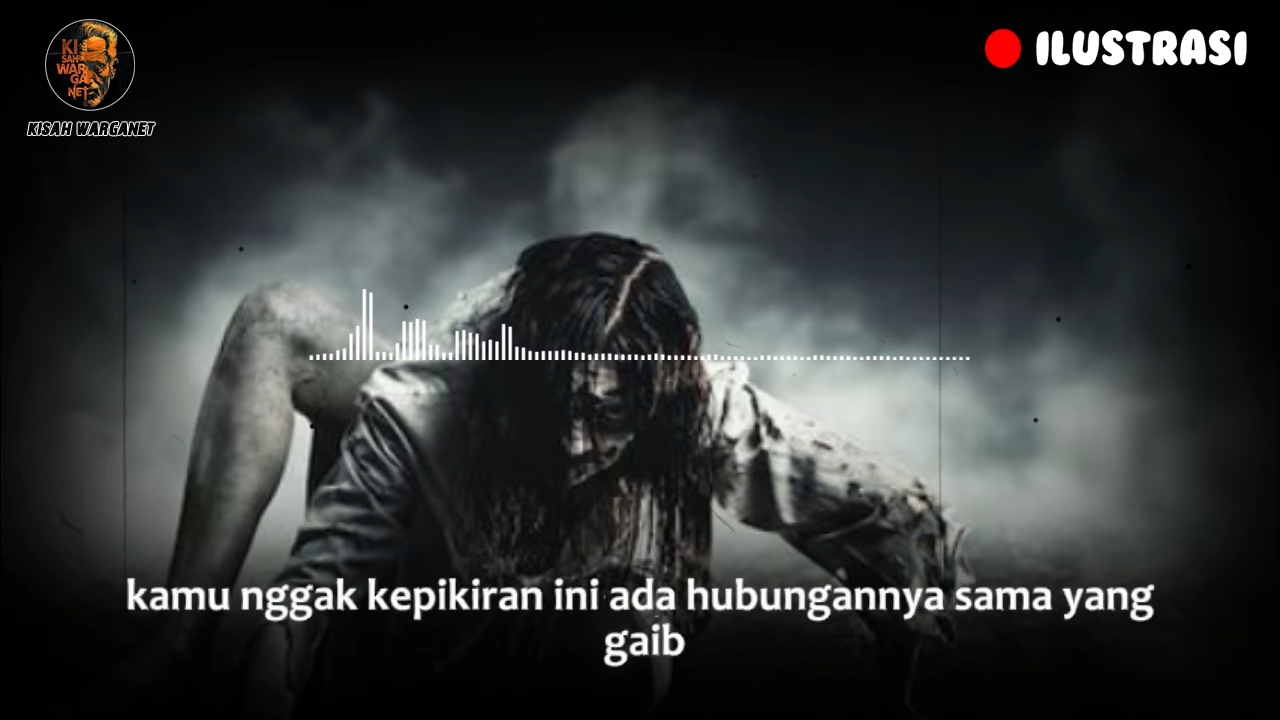 KI
SAH
WAR
GA
NET
KISAH WARGANET
ILUSTRASI
kamu nggak kepikiran ini ada hubungannya sama yang
gaib